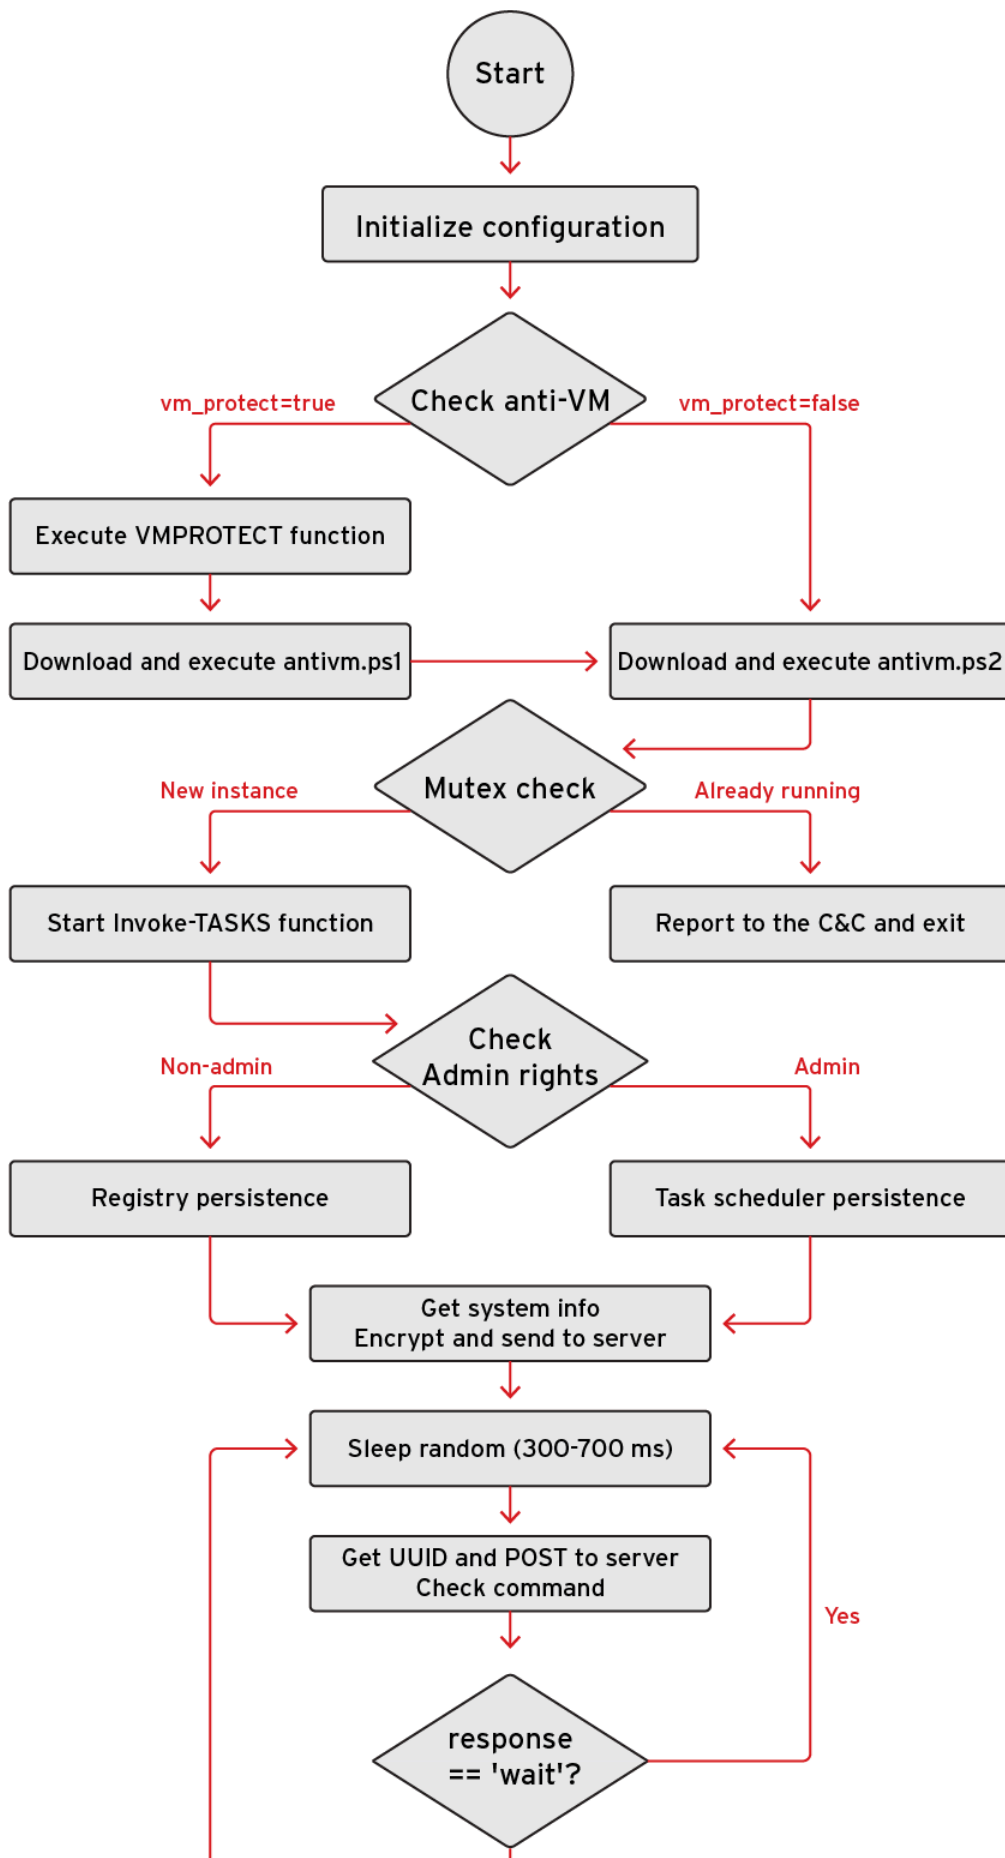 Start
Initialize configuration
Check anti-VM
vm_protect=true
vm_protect=false
Execute VMPROTECT function
Download and execute antivm.ps1
Download and execute antivm.ps2
Mutex check
New instance
Already running
Start Invoke-TASKS function
Report to the C&C and exit
Check
Admin rights
Non-admin
Admin
Registry persistence
Task scheduler persistence
Get system info
Encrypt and send to server
Sleep random (300-700 ms)
Get UUID and POST to server
Check command
Yes
response
== 'wait'?